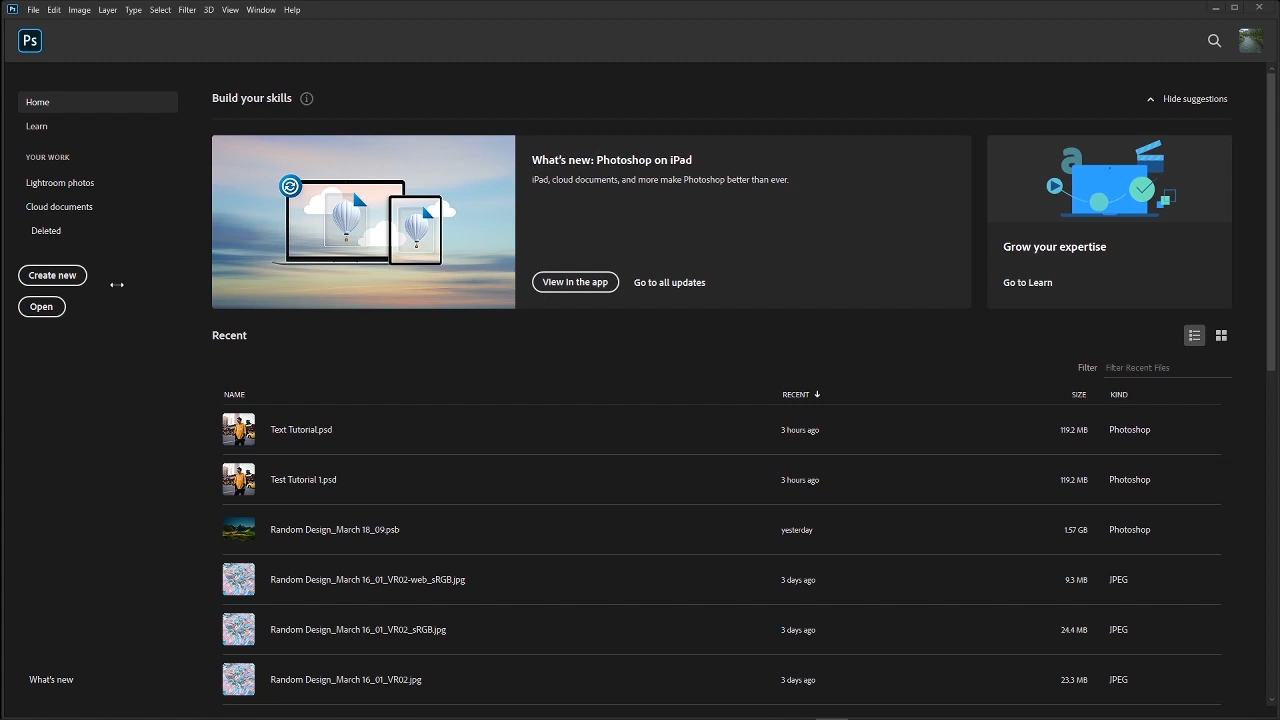 Ps File Edit Image Layer Type Select Filter 3D View Window Help
Ps
Home
Learn
YOUR WORK
Lightroom photos
Cloud documents
Deleted
Create new
Open
What's new
Build your skills
Hide suggestions
What's new: Photoshop on iPad
iPad, cloud documents, and more make Photoshop better than ever.
View in the app Go to all updates
a
Grow your expertise
Go to Learn
Recent
Filter Filter Recent Files
NAME RECENT SIZE KIND
Text Tutorial.psd 3 hours ago 119.2 MB Photoshop
Test Tutorial 1.psd 3 hours ago 119.2 MB Photoshop
Random Design_March 18_09.psb yesterday 1.57 GB Photoshop
Random Design_March 16_01_VR02-web_sRGB.jpg 3 days ago 9.3 MB JPEG
Random Design_March 16_01_VR02_sRGB.jpg 3 days ago 24.4 MB JPEG
Random Design_March 16_01_VR02.jpg 3 days ago 23.3 MB JPEG